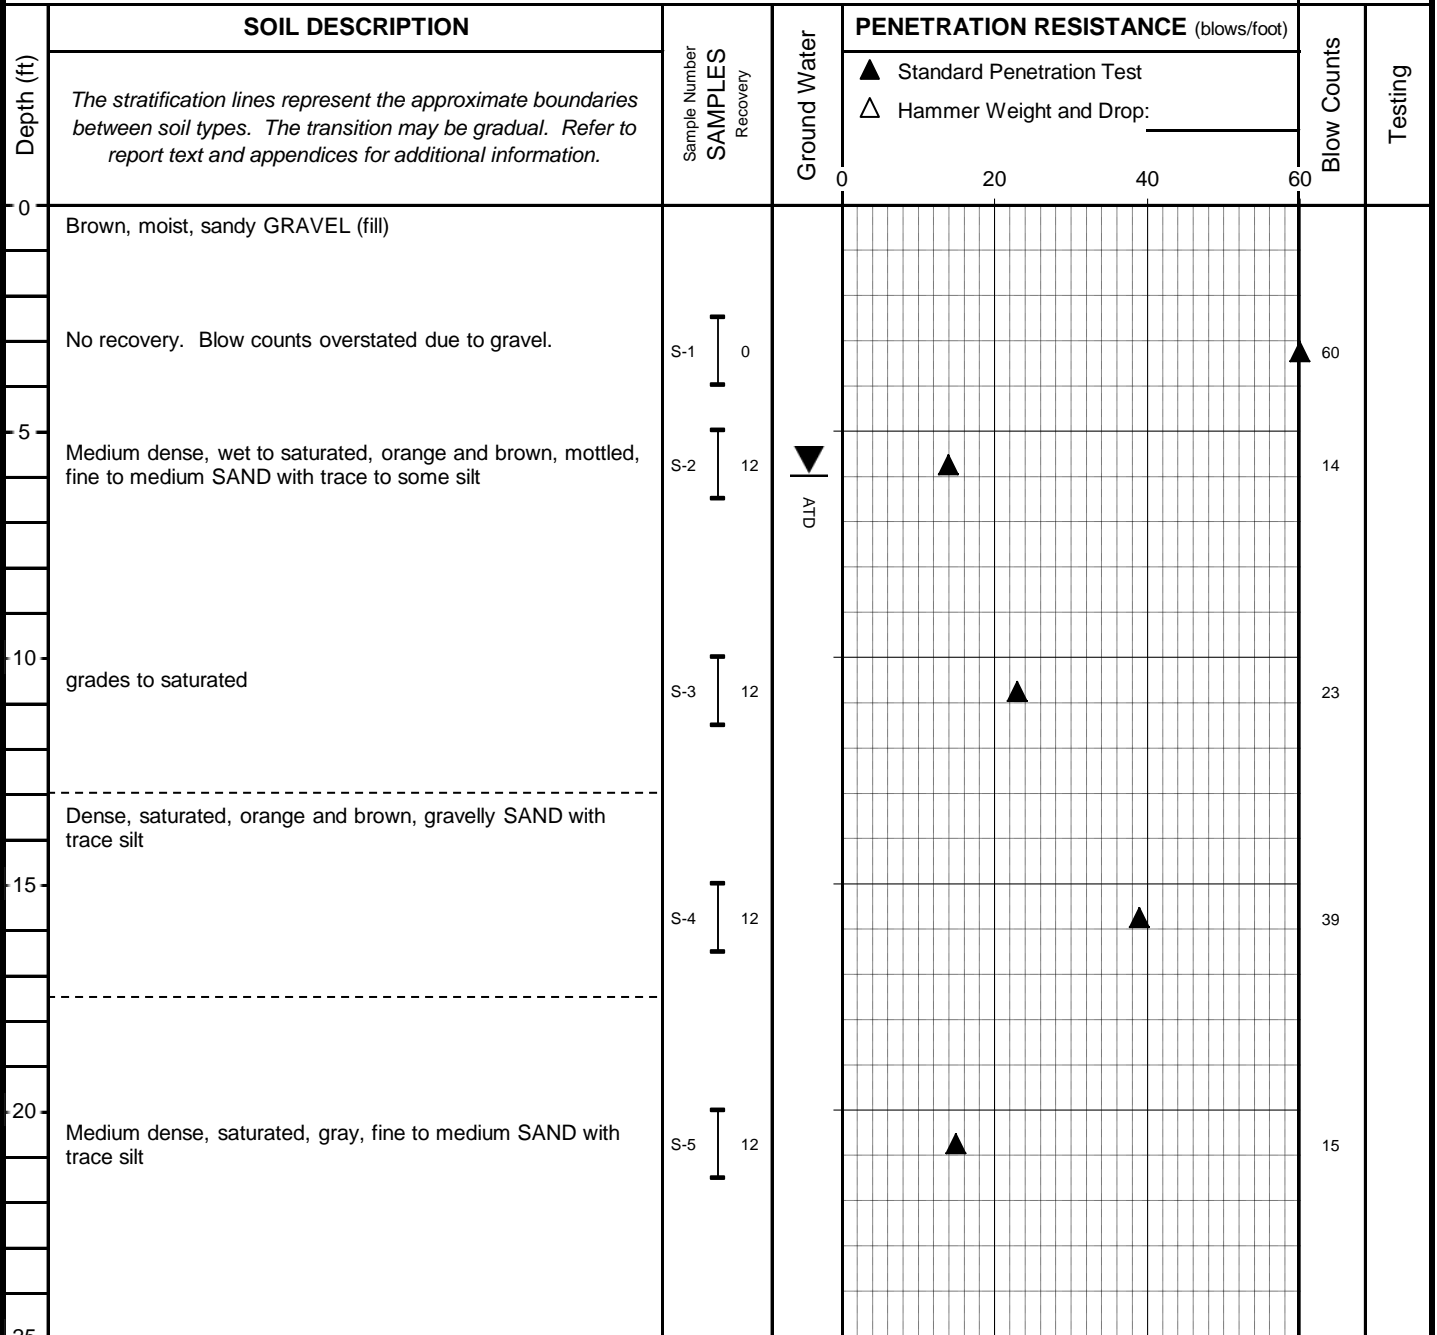 SOIL DESCRIPTION
PENETRATION RESISTANCE (blows/foot)
Depth (ft)
The stratification lines represent the approximate boundaries
between soil types. The transition may be gradual. Refer to
report text and appendices for additional information.
Sample Number
SAMPLES
Recovery
Ground Water
▲ Standard Penetration Test
△ Hammer Weight and Drop:
Blow Counts
Testing
0 20 40 60
0
Brown, moist, sandy GRAVEL (fill)
No recovery. Blow counts overstated due to gravel.
S-1 0 60
5
Medium dense, wet to saturated, orange and brown, mottled,
fine to medium SAND with trace to some silt
S-2 12 14
ATD
10
grades to saturated
S-3 12 23
Dense, saturated, orange and brown, gravelly SAND with
trace silt
15
S-4 12 39
20
Medium dense, saturated, gray, fine to medium SAND with
trace silt
S-5 12 15
25